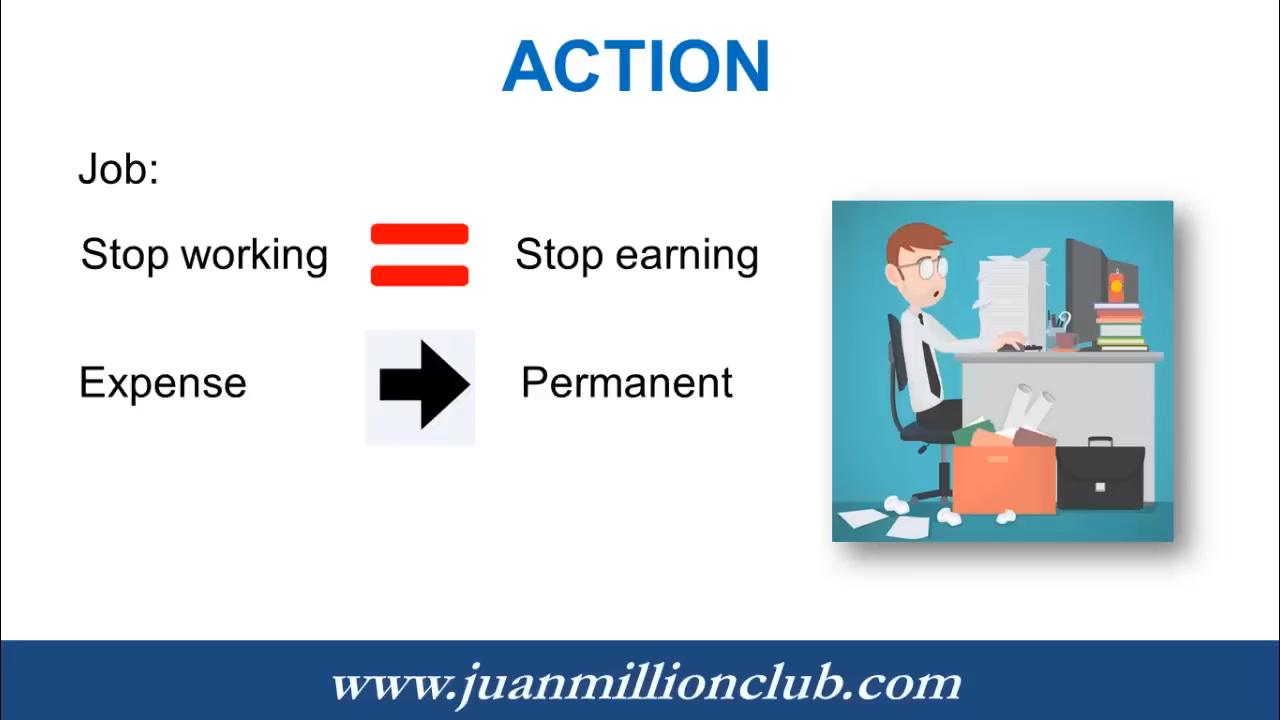 ACTION
Job:
Stop working = Stop earning
Expense Permanent
www.juanmillionclub.com